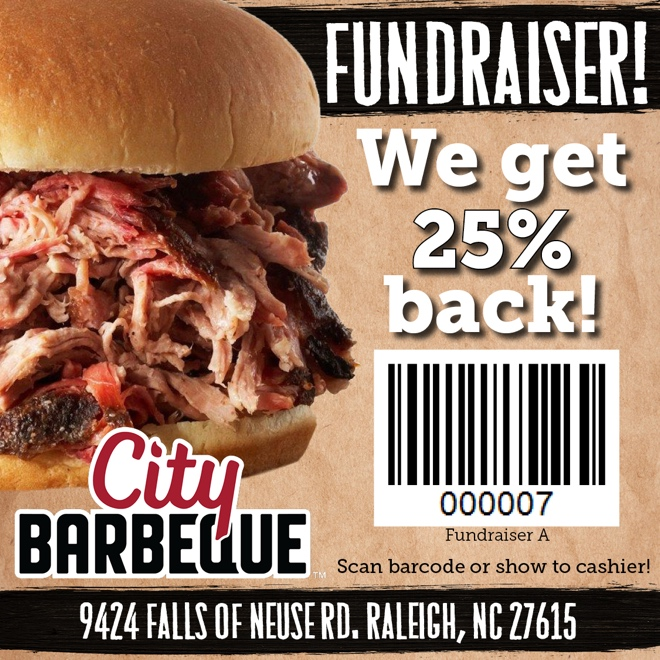 FUNDRAISER!
We get
25%
back!
000007
Fundraiser A
Scan barcode or show to cashier!
City
BARBEQUE™
9424 FALLS OF NEUSE RD. RALEIGH, NC 27615